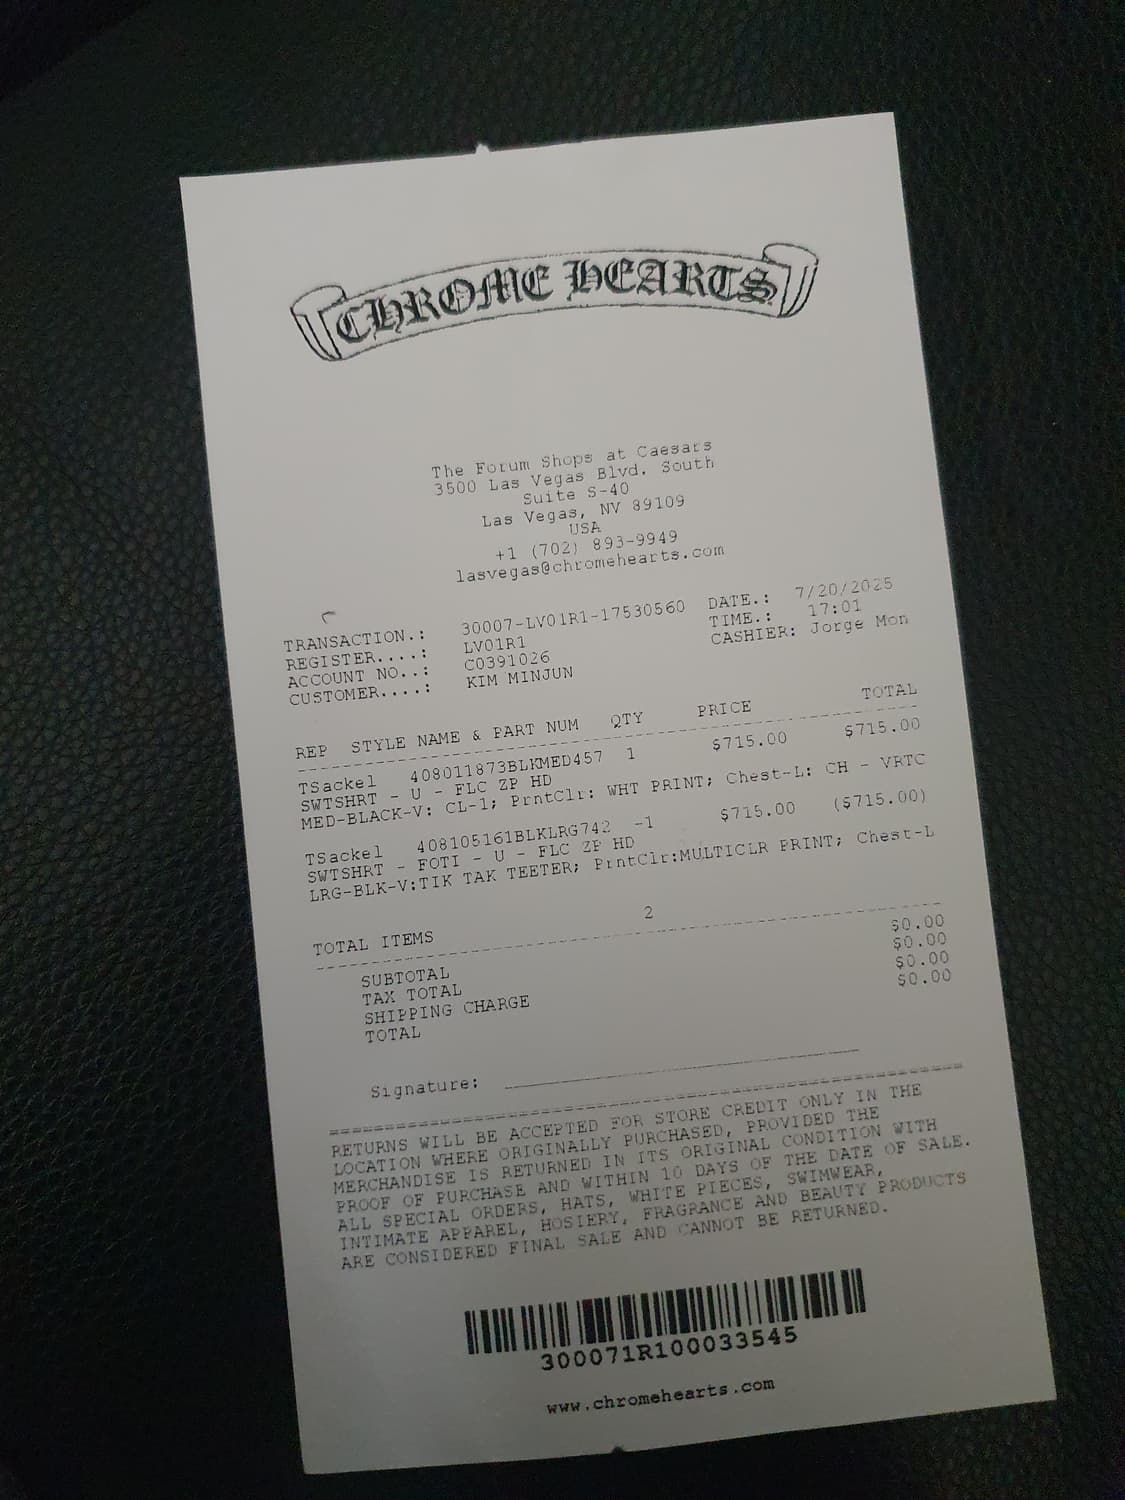 CHROME HEARTS
The Forum Shops at Caesars
3500 Las Vegas Blvd. South
Suite S-40
Las Vegas, NV 89109
USA
+1 (702) 893-9949
lasvegas@chromehearts.com
TRANSACTION.: 30007-LV01R1-17530560 DATE.: 7/20/2025
REGISTER....: LV01R1 TIME.: 17:01
ACCOUNT NO..: C0391026 CASHIER: Jorge Mon
CUSTOMER....: KIM MINJUN
REP STYLE NAME & PART NUM QTY PRICE TOTAL
TSackel 408011873BLKMED457 1 $715.00 $715.00
SWTSHRT - U - FLC ZP HD
MED-BLACK-V: CL-1; PrntClr: WHT PRINT; Chest-L: CH - VRTC
TSackel 408105161BLKLRG742 -1 $715.00 ($715.00)
SWTSHRT - FOTI - U - FLC ZP HD
LRG-BLK-V:TIK TAK TEETER; PrntClr:MULTICLR PRINT; Chest-L
TOTAL ITEMS 2
SUBTOTAL $0.00
TAX TOTAL $0.00
SHIPPING CHARGE $0.00
TOTAL $0.00
Signature:
RETURNS WILL BE ACCEPTED FOR STORE CREDIT ONLY IN THE
LOCATION WHERE ORIGINALLY PURCHASED, PROVIDED THE
MERCHANDISE IS RETURNED IN ITS ORIGINAL CONDITION WITH
PROOF OF PURCHASE AND WITHIN 10 DAYS OF THE DATE OF SALE.
ALL SPECIAL ORDERS, HATS, WHITE PIECES, SWIMWEAR,
INTIMATE APPAREL, HOSIERY, FRAGRANCE AND BEAUTY PRODUCTS
ARE CONSIDERED FINAL SALE AND CANNOT BE RETURNED.
300071R100033545
www.chromehearts.com